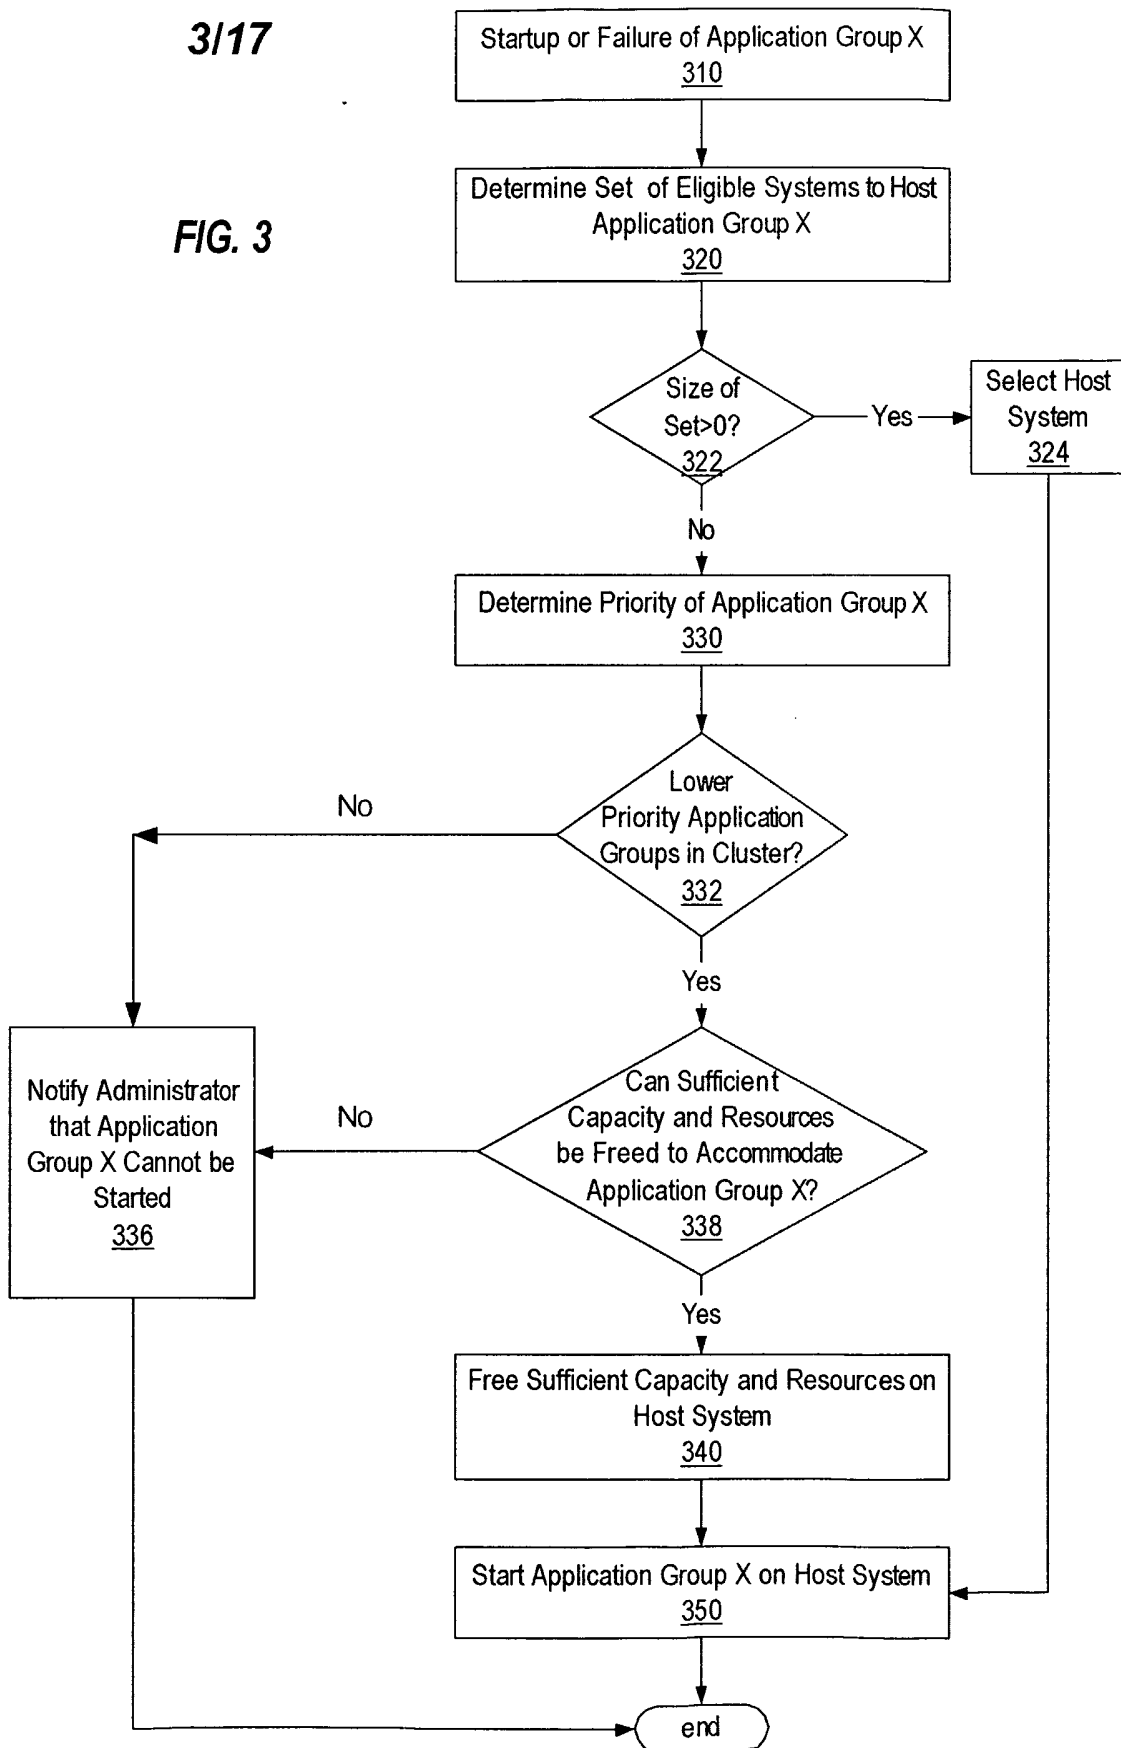 3/17
Startup or Failure of Application Group X
310
FIG. 3
Determine Set of Eligible Systems to Host
Application Group X
320
Size of
Set>0?
322
Yes
Select Host
System
324
No
Determine Priority of Application Group X
330
Lower
Priority Application
Groups in Cluster?
332
No
Yes
Notify Administrator
that Application
Group X Cannot be
Started
336
No
Can Sufficient
Capacity and Resources
be Freed to Accommodate
Application Group X?
338
Yes
Free Sufficient Capacity and Resources on
Host System
340
Start Application Group X on Host System
350
end